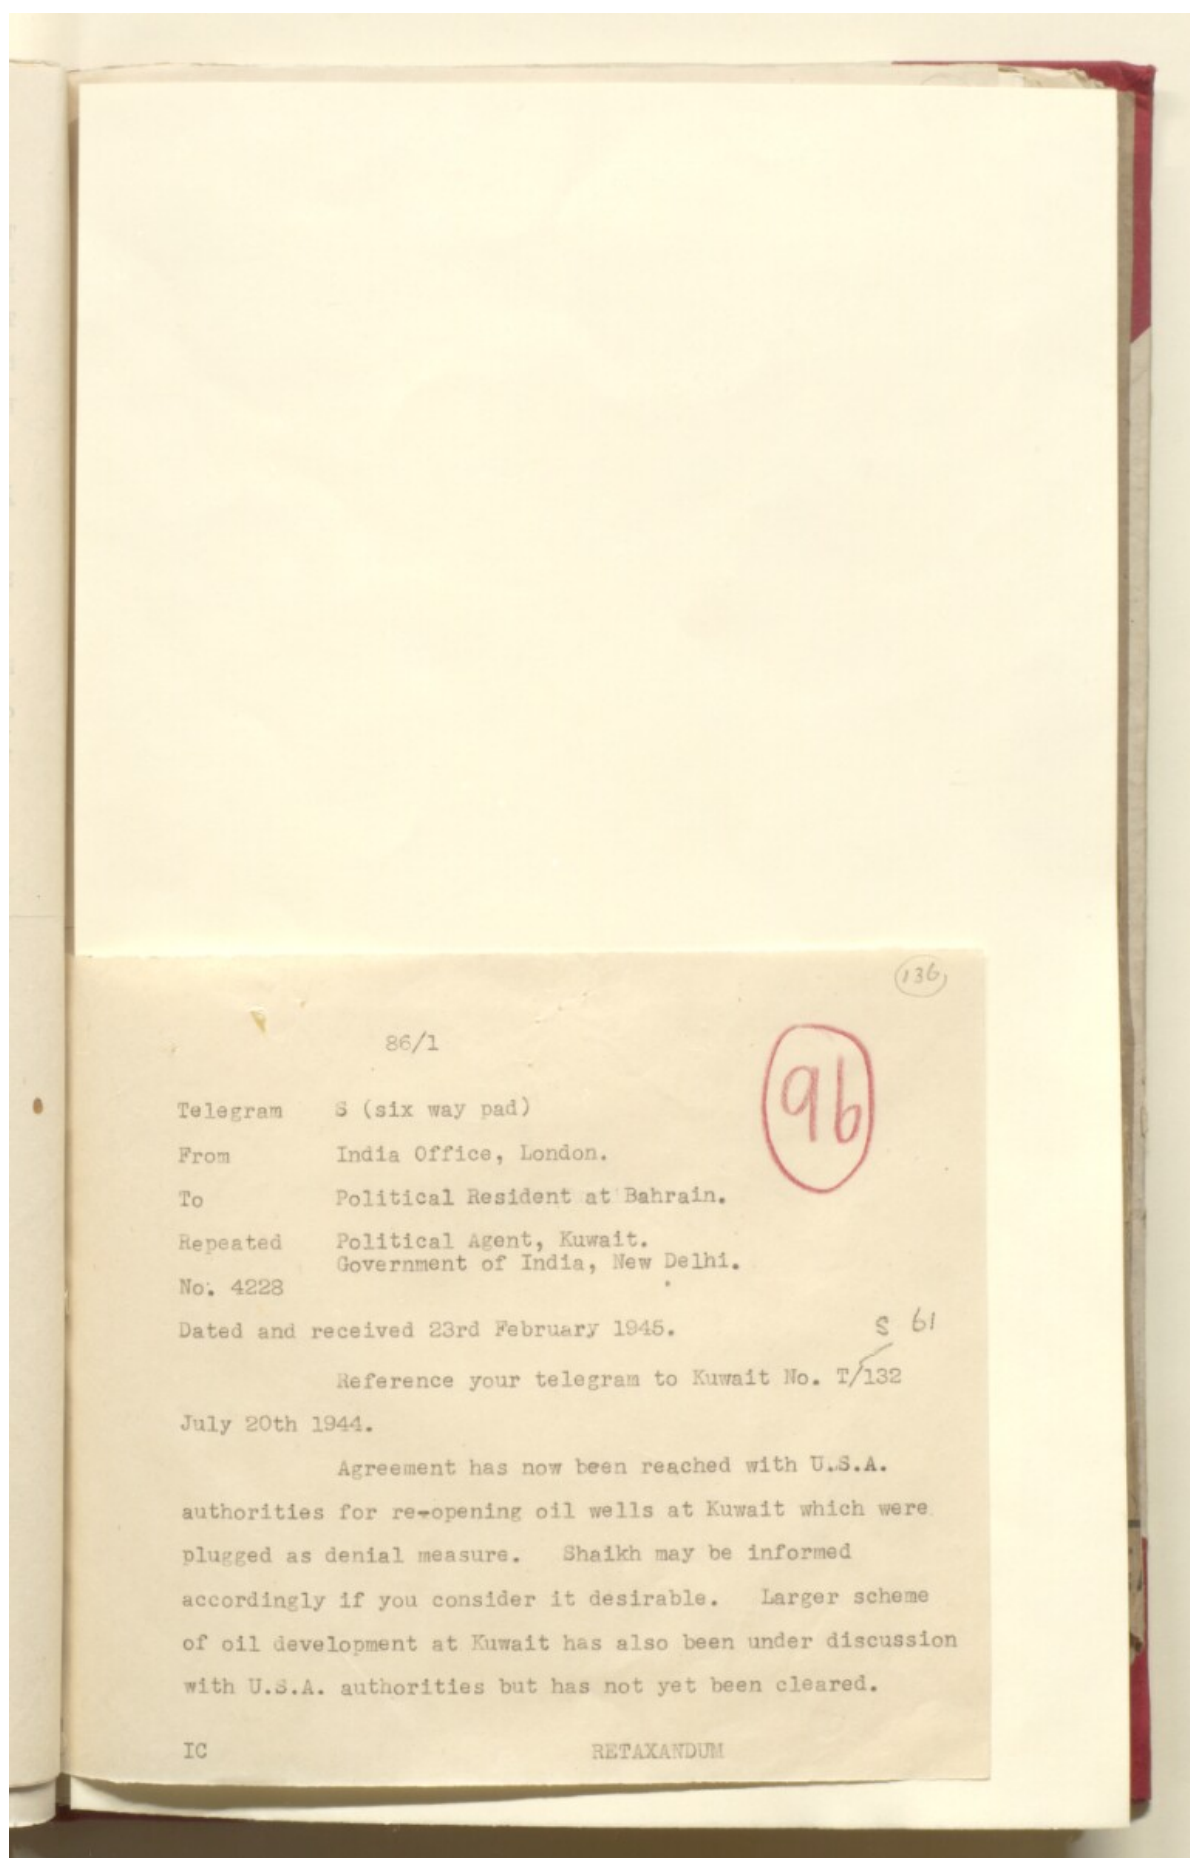 136
86/1
96
Telegram S (six way pad)
From India Office, London.
To Political Resident at Bahrain.
Repeated Political Agent, Kuwait.
Government of India, New Delhi.
No. 4228
Dated and received 23rd February 1945.
S 61
Reference your telegram to Kuwait No. T/132
July 20th 1944.
Agreement has now been reached with U.S.A.
authorities for re-opening oil wells at Kuwait which were
plugged as denial measure. Shaikh may be informed
accordingly if you consider it desirable. Larger scheme
of oil development at Kuwait has also been under discussion
with U.S.A. authorities but has not yet been cleared.
IC RETAXANDUM